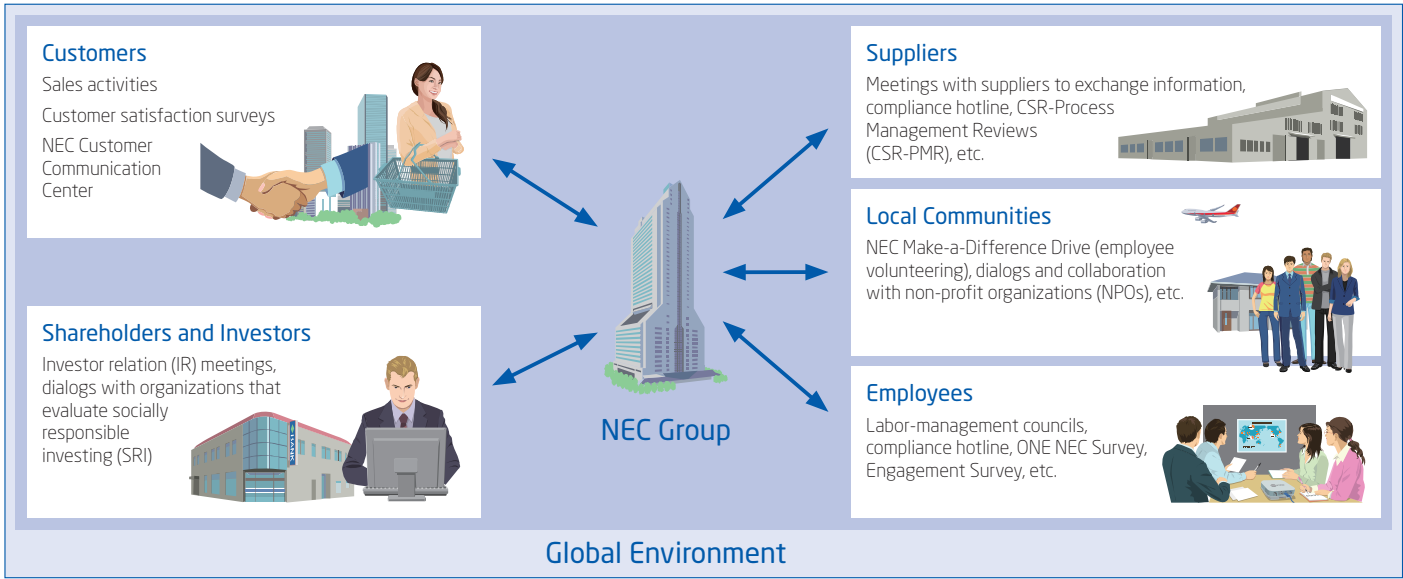 Customers
Sales activities
Customer satisfaction surveys
NEC Customer
Communication
Center
Shareholders and Investors
Investor relation (IR) meetings,
dialogs with organizations that
evaluate socially
responsible
investing (SRI)
BANK
NEC Group
Suppliers
Meetings with suppliers to exchange information,
compliance hotline, CSR-Process
Management Reviews
(CSR-PMR), etc.
Local Communities
NEC Make-a-Difference Drive (employee
volunteering), dialogs and collaboration
with non-profit organizations (NPOs), etc.
Employees
Labor-management councils,
compliance hotline, ONE NEC Survey,
Engagement Survey, etc.
Global Environment